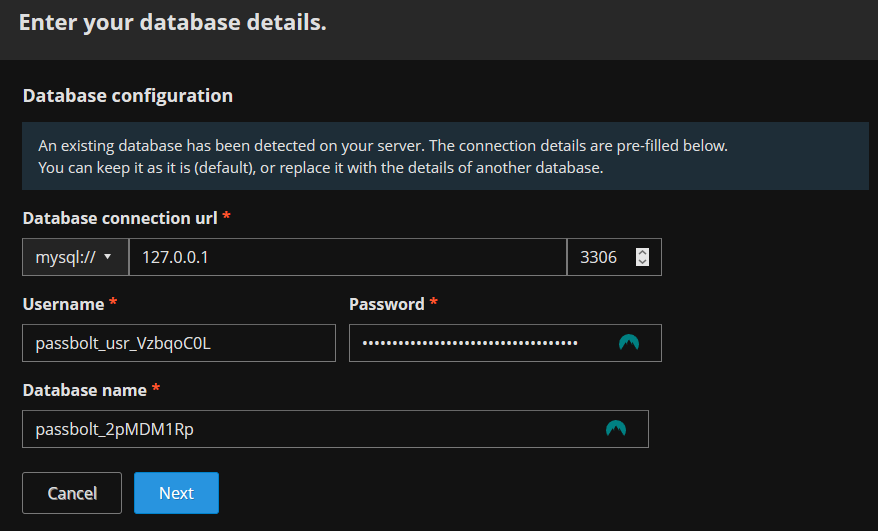 Enter your database details.
Database configuration
An existing database has been detected on your server. The connection details are pre-filled below.
You can keep it as it is (default), or replace it with the details of another database.
Database connection url *
mysql:// 127.0.0.1 3306
Username * Password *
passbolt_usr_VzbqoC0L ••••••••••••••••••••••••••••••••••••
Database name *
passbolt_2pMDM1Rp
Cancel Next